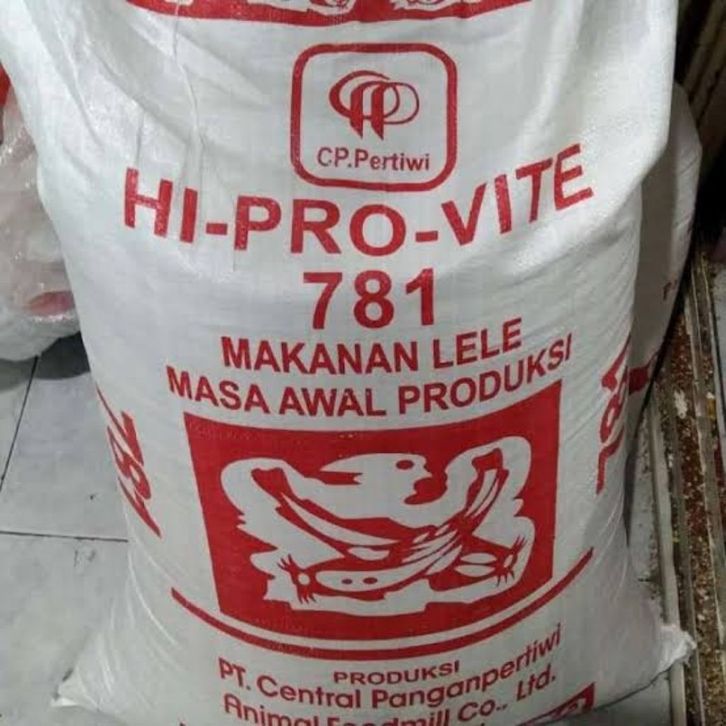 CP.Pertiwi
HI-PRO-VITE
781
MAKANAN LELE
MASA AWAL PRODUKSI
781
781
PRODUKSI
PT. Central Panganpertiwi
Animal Feedmill Co., Ltd.